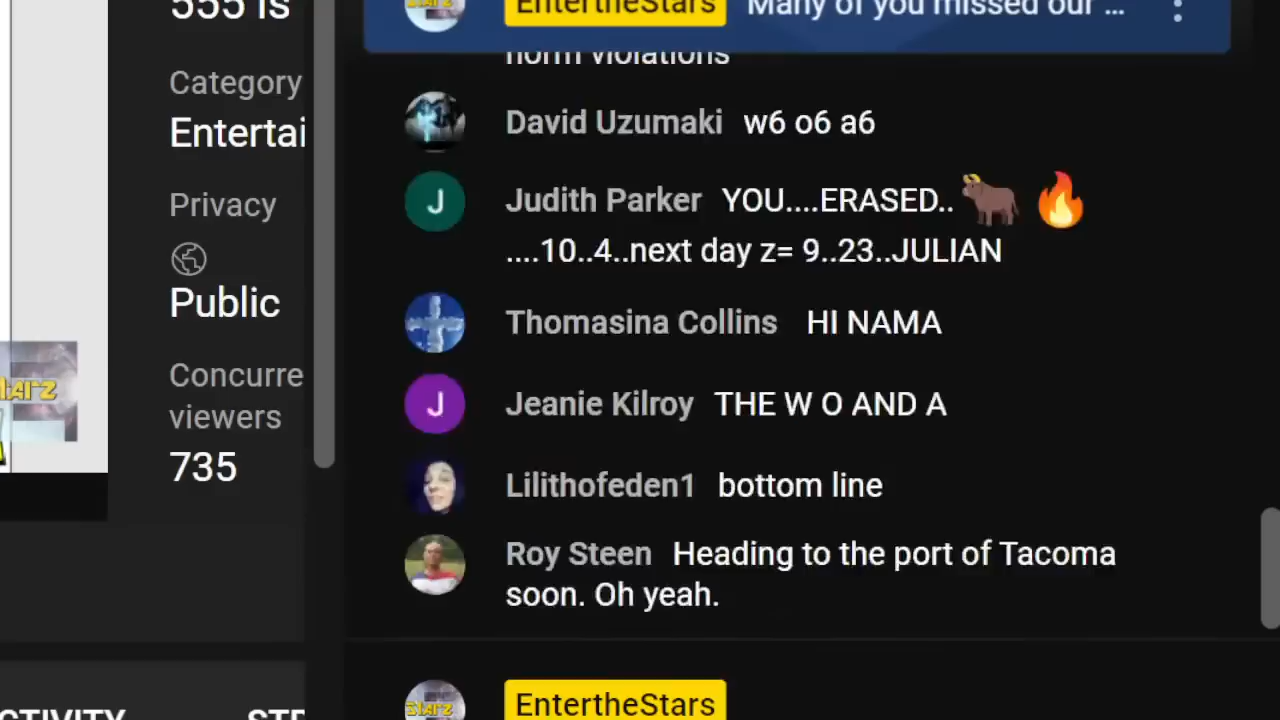 555 is
Category
Entertai
Privacy
Public
Concurre
viewers
735
EntertheStars Many of you missed our ...
norm violations
David Uzumaki w6 o6 a6
Judith Parker YOU....ERASED..🐂 🔥
....10..4..next day z= 9..23..JULIAN
Thomasina Collins HI NAMA
Jeanie Kilroy THE W O AND A
Lilithofeden1 bottom line
Roy Steen Heading to the port of Tacoma
soon. Oh yeah.
EntertheStars